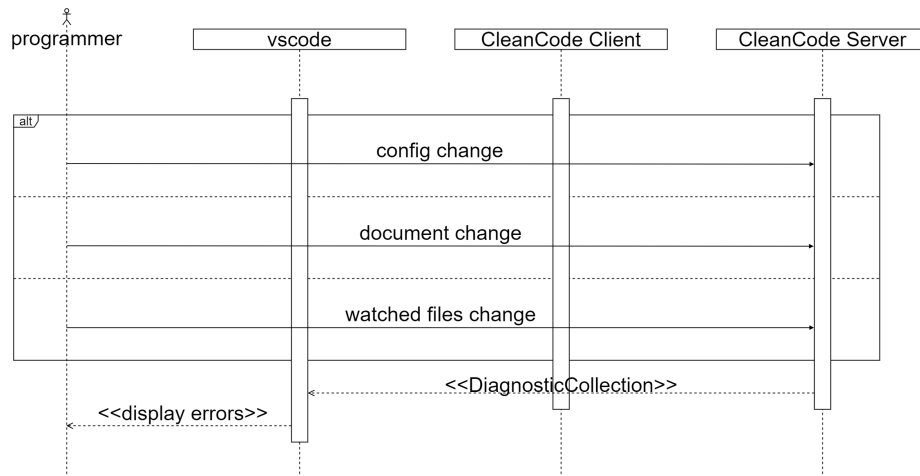 programmer
vscode
CleanCode Client
CleanCode Server
alt
config change
document change
watched files change
<<DiagnosticCollection>>
<<display errors>>